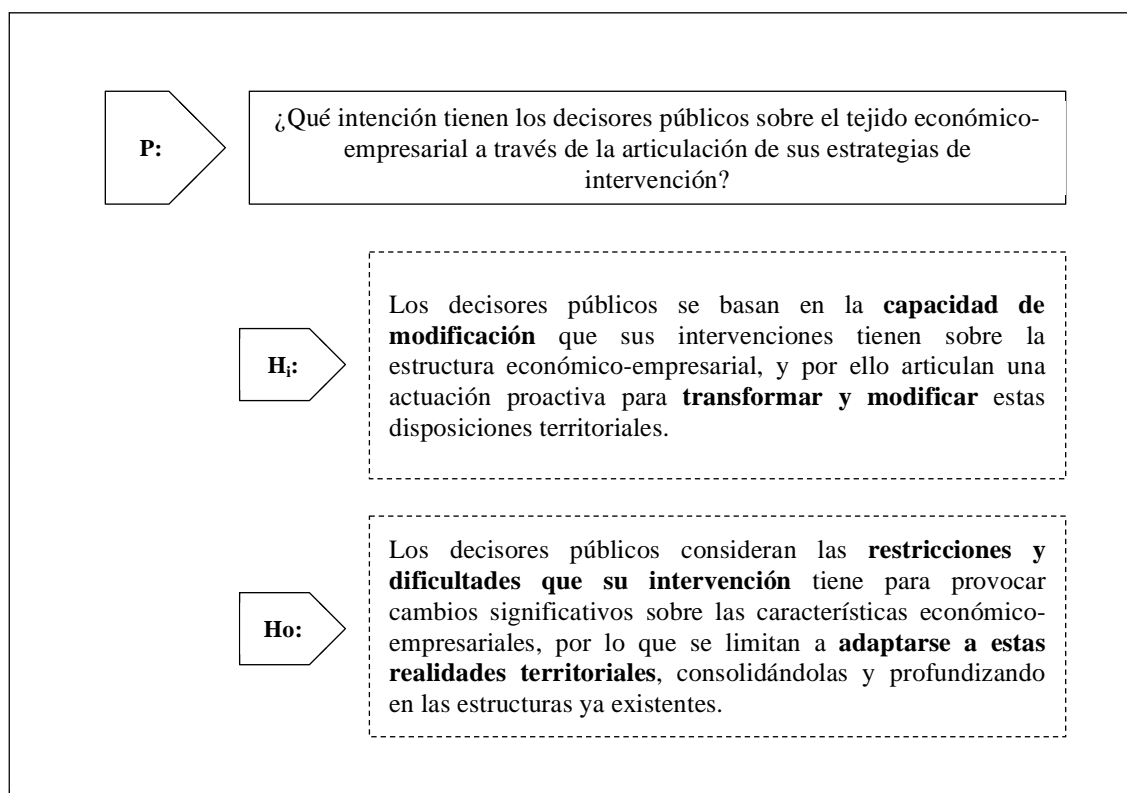 P:
¿Qué intención tienen los decisores públicos sobre el tejido económico-
empresarial a través de la articulación de sus estrategias de
intervención?
Hi:
Los decisores públicos se basan en la capacidad de
modificación que sus intervenciones tienen sobre la
estructura económico-empresarial, y por ello articulan una
actuación proactiva para transformar y modificar estas
disposiciones territoriales.
Ho:
Los decisores públicos consideran las restricciones y
dificultades que su intervención tiene para provocar
cambios significativos sobre las características económico-
empresariales, por lo que se limitan a adaptarse a estas
realidades territoriales, consolidándolas y profundizando
en las estructuras ya existentes.